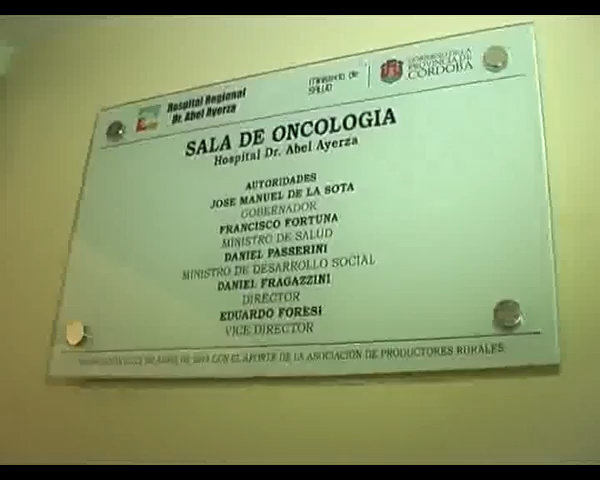 Hospital Regional
Dr. Abel Ayerza
ministerio de
SALUD
GOBIERNO DE LA
PROVINCIA DE
CÓRDOBA
SALA DE ONCOLOGIA
Hospital Dr. Abel Ayerza
AUTORIDADES
JOSE MANUEL DE LA SOTA
GOBERNADOR
FRANCISCO FORTUNA
MINISTRO DE SALUD
DANIEL PASSERINI
MINISTRO DE DESARROLLO SOCIAL
DANIEL FRAGAZZINI
DIRECTOR
EDUARDO FORESI
VICE DIRECTOR
CON EL APORTE DE LA ASOCIACION DE PRODUCTORES RURALES